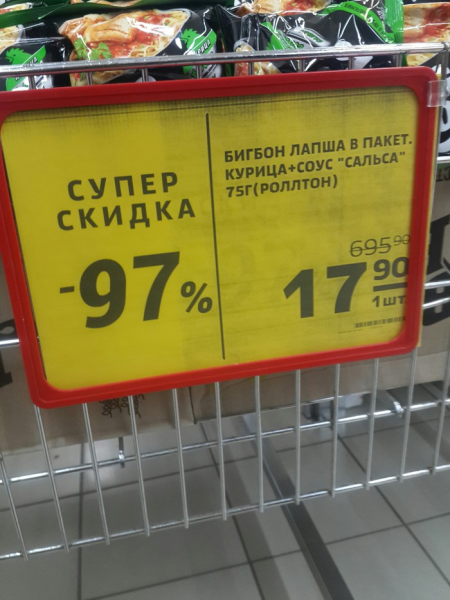 СУПЕР
СКИДКА
-97%
БИГБОН ЛАПША В ПАКЕТ.
КУРИЦА+СОУС "САЛЬСА"
75Г(РОЛЛТОН)
695 90
17 90
1шт.